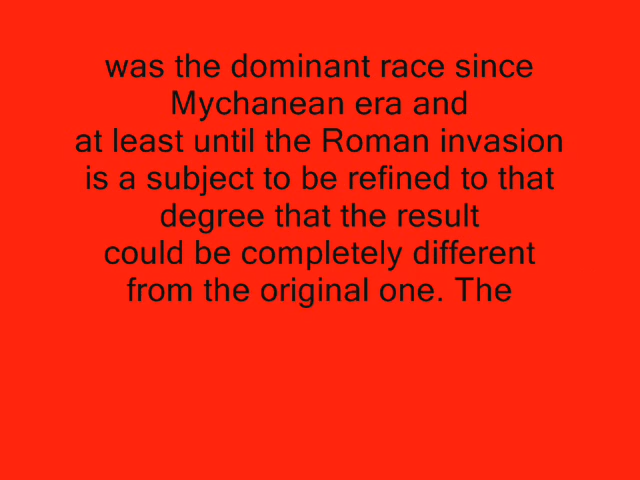 was the dominant race since
Mychanean era and
at least until the Roman invasion
is a subject to be refined to that
degree that the result
could be completely different
from the original one. The